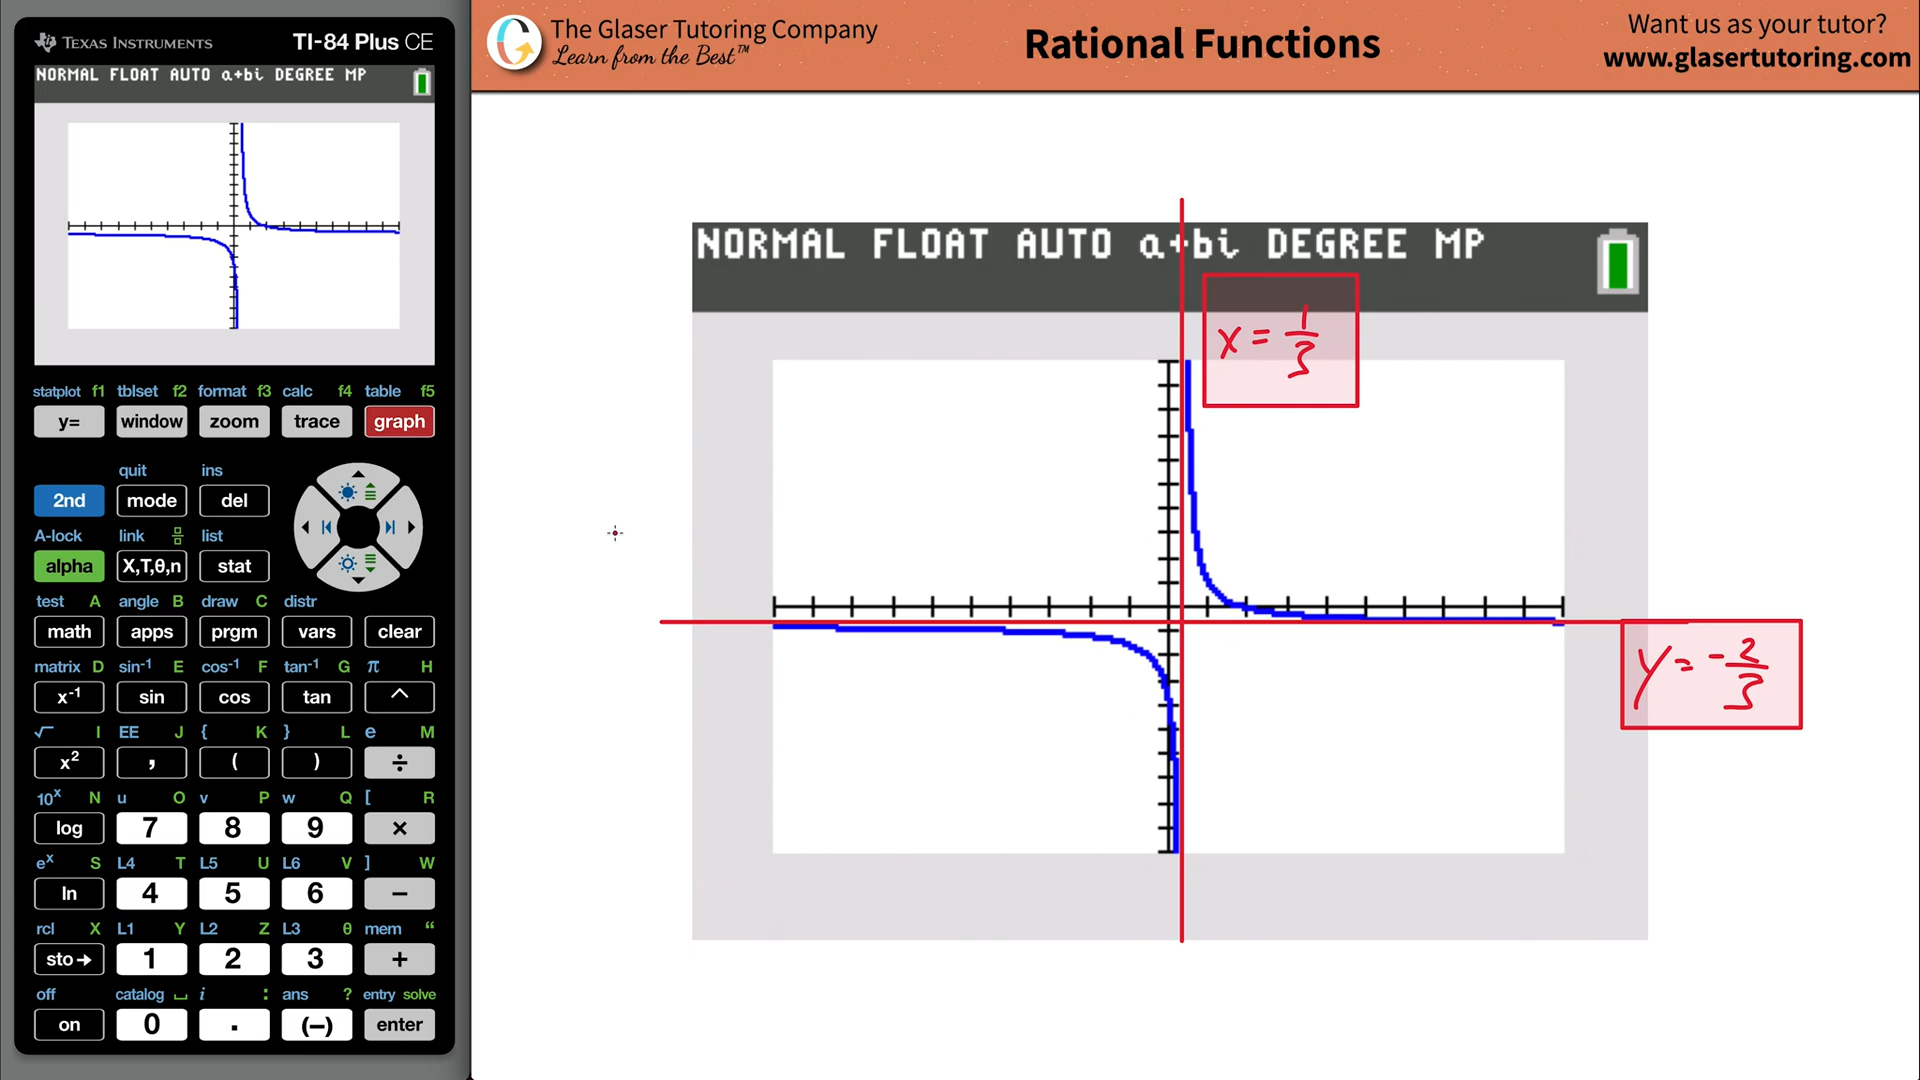 TEXAS INSTRUMENTS TI-84 Plus CE
NORMAL FLOAT AUTO a+bi DEGREE MP
statplot f1 tblset f2 format f3 calc f4 table f5
y= window zoom trace graph
quit ins
2nd mode del
A-lock link list
alpha X,T,θ,n stat
test A angle B draw C distr
math apps prgm vars clear
matrix D sin-1 E cos-1 F tan-1 G π H
x-1 sin cos tan ^
√ I EE J { K } L e M
x2 , ( ) ÷
10x N u O v P w Q [ R
log 7 8 9 ×
ex S L4 T L5 U L6 V ] W
ln 4 5 6 −
rcl X L1 Y L2 Z L3 θ mem “
sto→ 1 2 3 +
off catalog ⎵ i : ans ? entry solve
on 0 . (−) enter
The Glaser Tutoring Company
Learn from the Best™
Rational Functions
Want us as your tutor?
www.glasertutoring.com
NORMAL FLOAT AUTO a+bi DEGREE MP
x = 1/3
y = -2/3